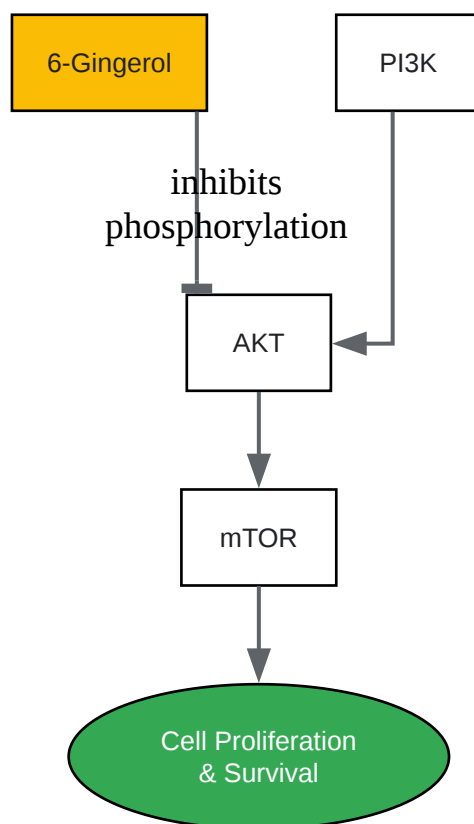 6-Gingerol
PI3K
inhibits
phosphorylation
AKT
mTOR
Cell Proliferation
& Survival